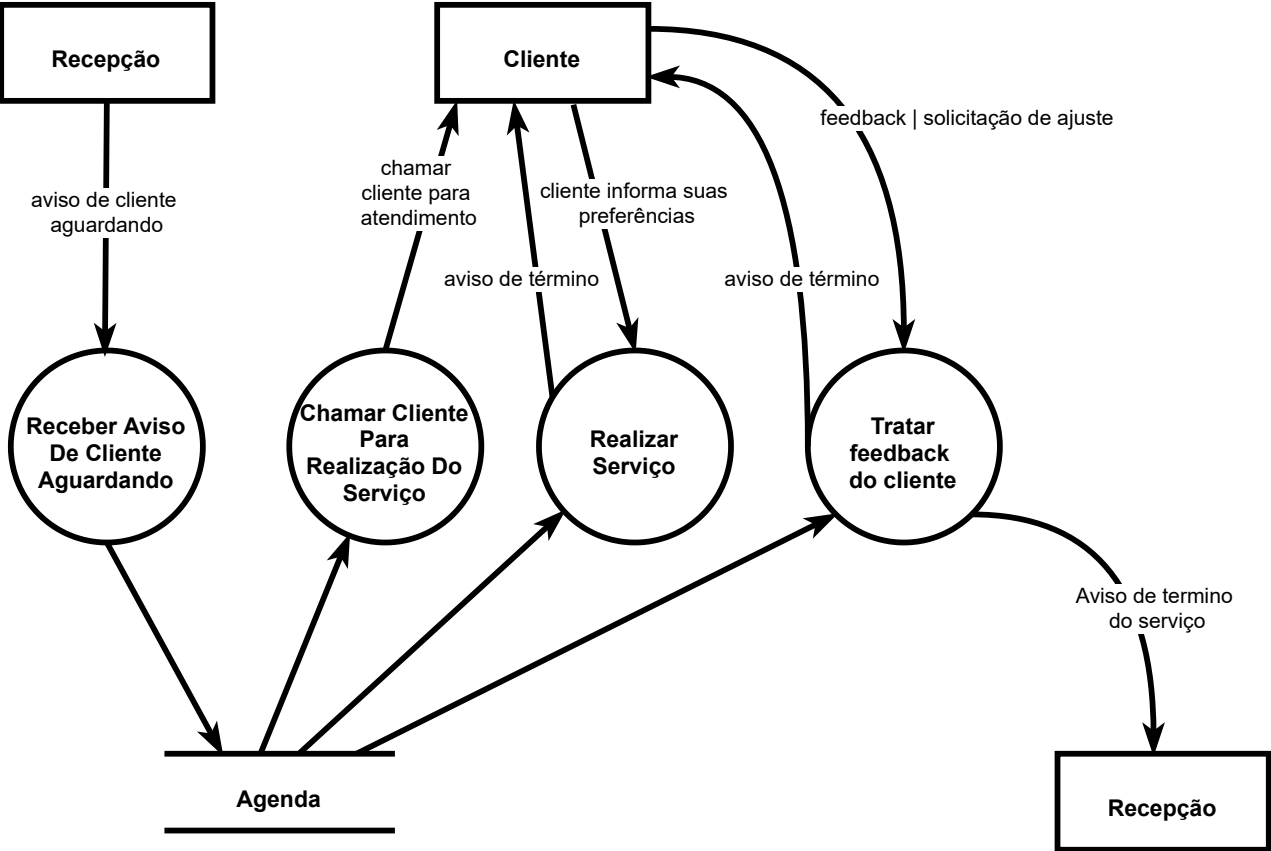 Recepção
Cliente
feedback | solicitação de ajuste
aviso de cliente
aguardando
chamar
cliente para
atendimento
cliente informa suas
preferências
aviso de término
aviso de término
Receber Aviso
De Cliente
Aguardando
Chamar Cliente
Para
Realização Do
Serviço
Realizar
Serviço
Tratar
feedback
do cliente
Aviso de termino
do serviço
Agenda
Recepção